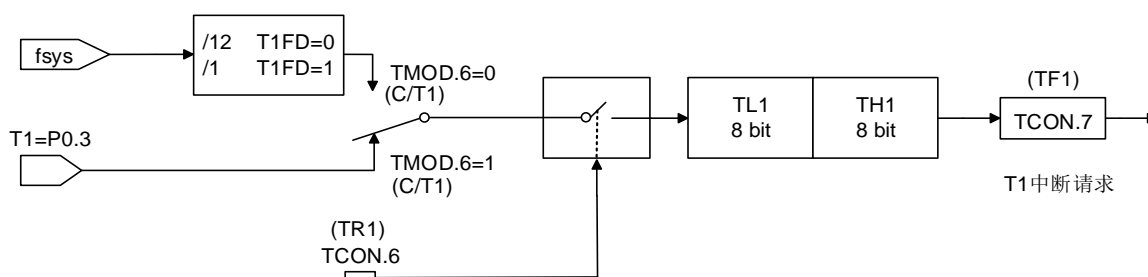 fsys
/12 T1FD=0
/1 T1FD=1
TMOD.6=0
(C/T1)
T1=P0.3
TMOD.6=1
(C/T1)
(TR1)
TCON.6
TL1
8 bit
TH1
8 bit
(TF1)
TCON.7
T1中断请求